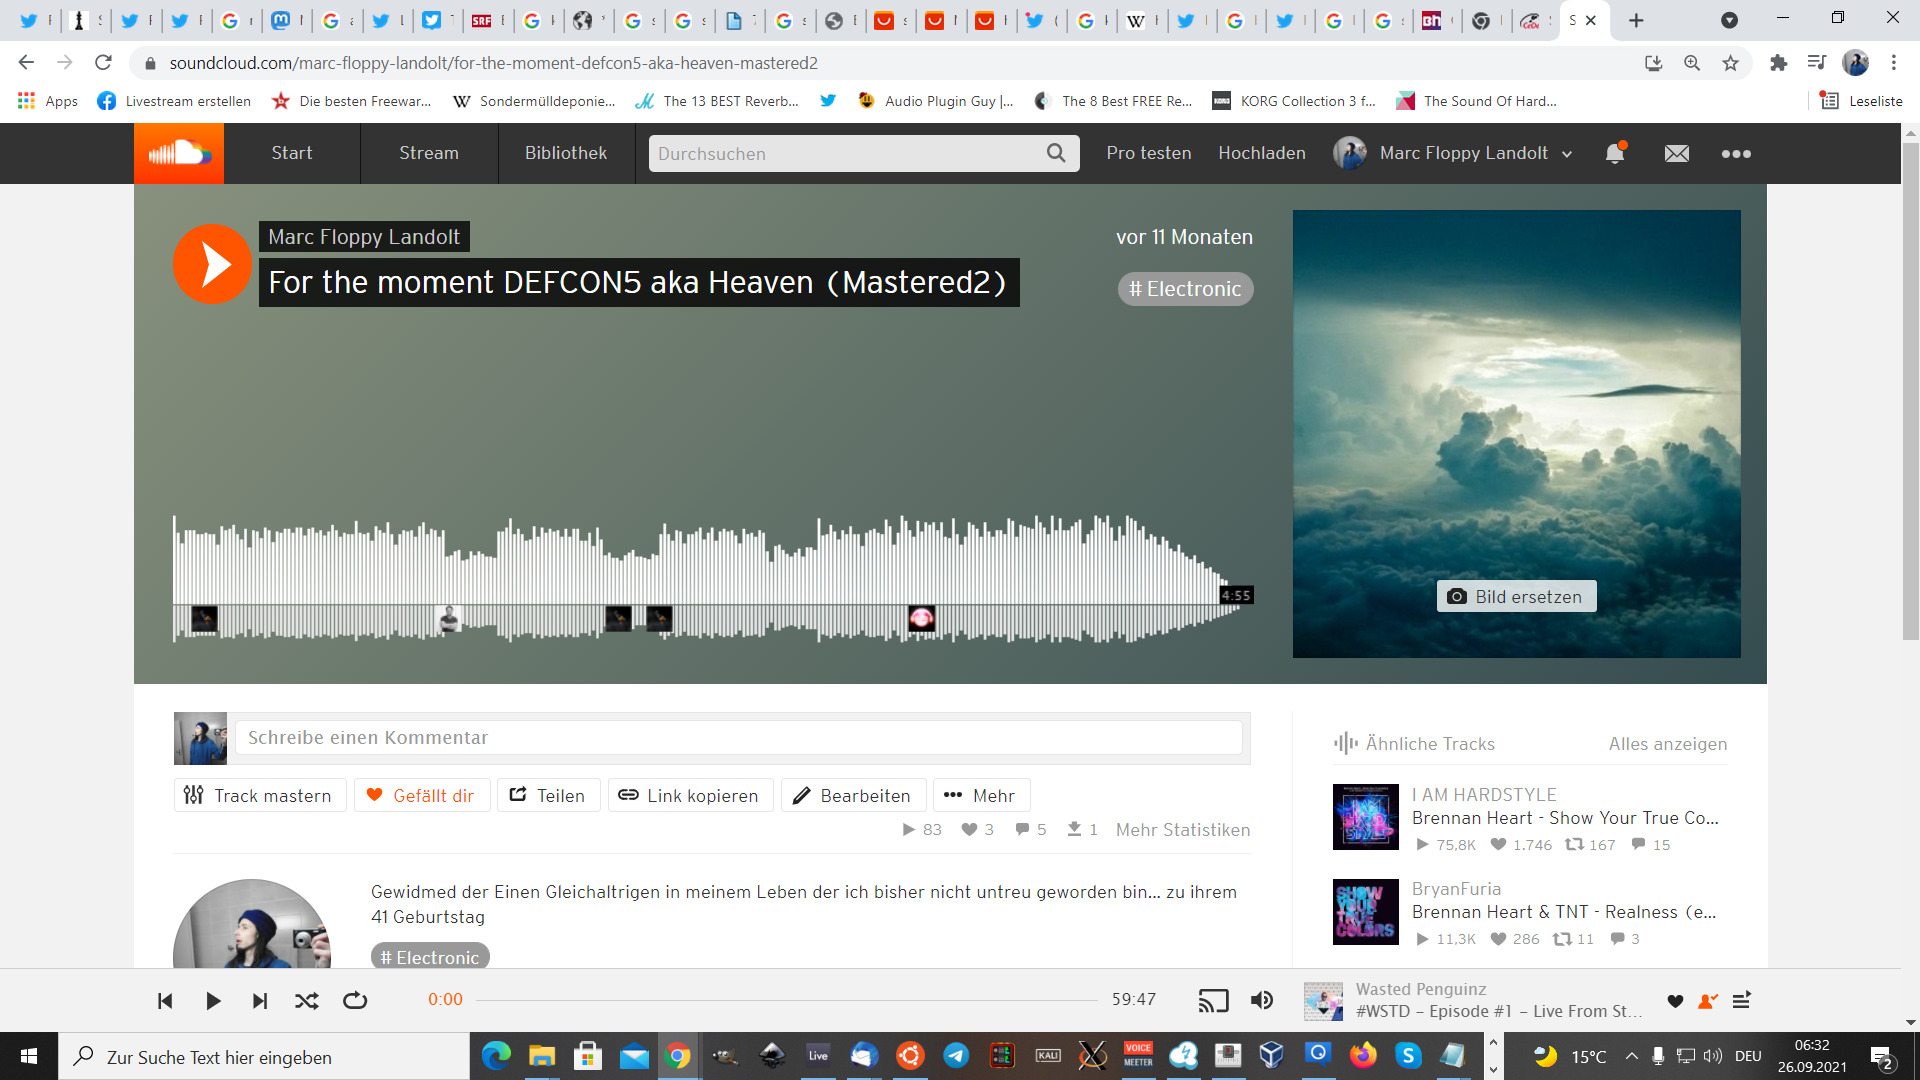 soundcloud.com/marc-floppy-landolt/for-the-moment-defcon5-aka-heaven-mastered2
Apps
Livestream erstellen
Die besten Freewar...
Sondermülldeponie...
The 13 BEST Reverb...
Audio Plugin Guy |...
The 8 Best FREE Re...
KORG Collection 3 f...
The Sound Of Hard...
Leseliste
Start
Stream
Bibliothek
Durchsuchen
Pro testen
Hochladen
Marc Floppy Landolt
Marc Floppy Landolt
vor 11 Monaten
For the moment DEFCON5 aka Heaven (Mastered2)
# Electronic
4:55
Bild ersetzen
Schreibe einen Kommentar
Track mastern
Gefällt dir
Teilen
Link kopieren
Bearbeiten
Mehr
83
3
5
1
Mehr Statistiken
Gewidmed der Einen Gleichaltrigen in meinem Leben der ich bisher nicht untreu geworden bin... zu ihrem
41 Geburtstag
# Electronic
Ähnliche Tracks
Alles anzeigen
I AM HARDSTYLE
Brennan Heart - Show Your True Co...
75,8K
1.746
167
15
BryanFuria
Brennan Heart & TNT - Realness (e...
11,3K
286
11
3
0:00
59:47
Wasted Penguinz
#WSTD – Episode #1 – Live From St...
Zur Suche Text hier eingeben
Live
KALI
VOICE
MEETER
15°C
DEU
06:32
26.09.2021
2